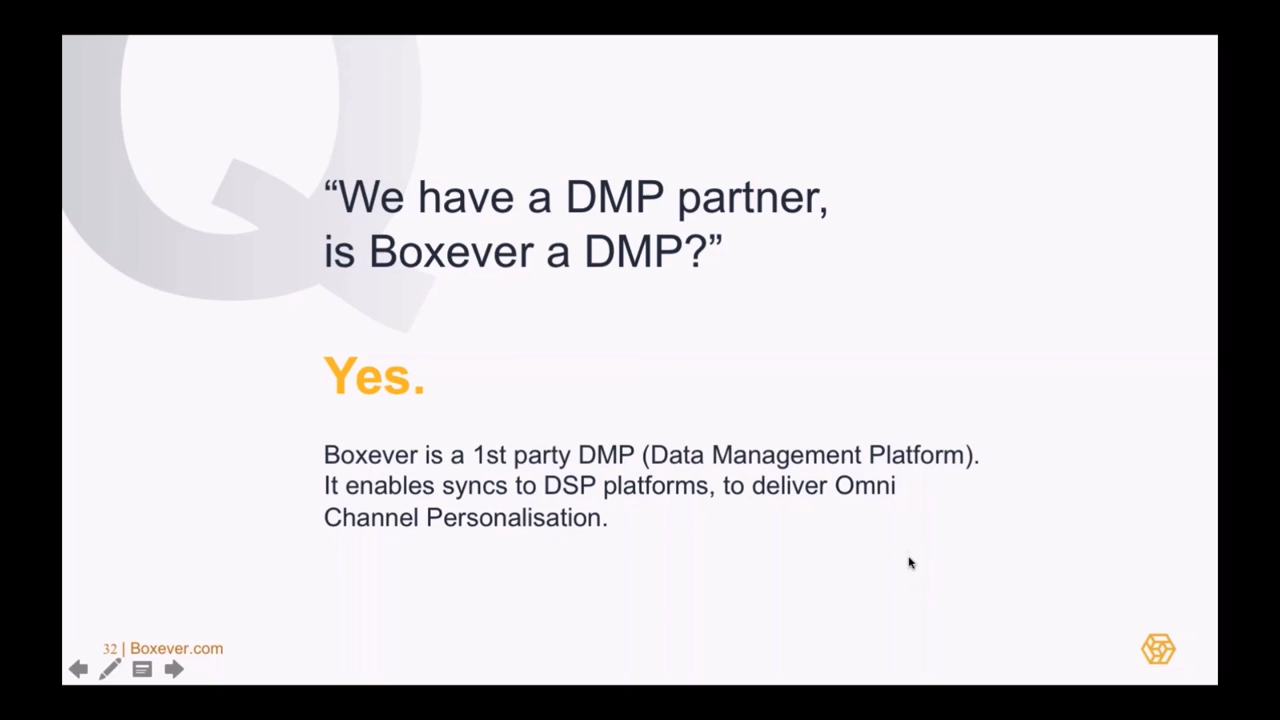 Q
“We have a DMP partner,
is Boxever a DMP?”
Yes.
Boxever is a 1st party DMP (Data Management Platform).
It enables syncs to DSP platforms, to deliver Omni
Channel Personalisation.
32 | Boxever.com